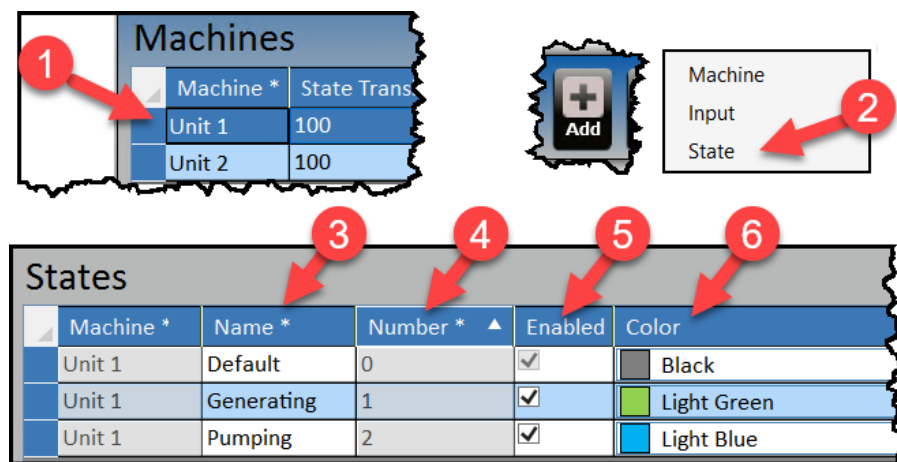 Machines
1
Machine * State Trans
Unit 1 100
Unit 2 100
Add
Machine
Input
State
2
3 4 5 6
States
Machine * Name * Number * ▲ Enabled Color
Unit 1 Default 0 Black
Unit 1 Generating 1 Light Green
Unit 1 Pumping 2 Light Blue